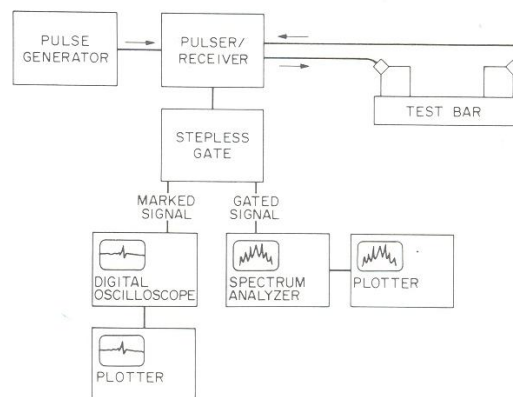 PULSE
GENERATOR
PULSER/
RECEIVER
TEST BAR
STEPLESS
GATE
MARKED
SIGNAL
GATED
SIGNAL
DIGITAL
OSCILLOSCOPE
SPECTRUM
ANALYZER
PLOTTER
PLOTTER